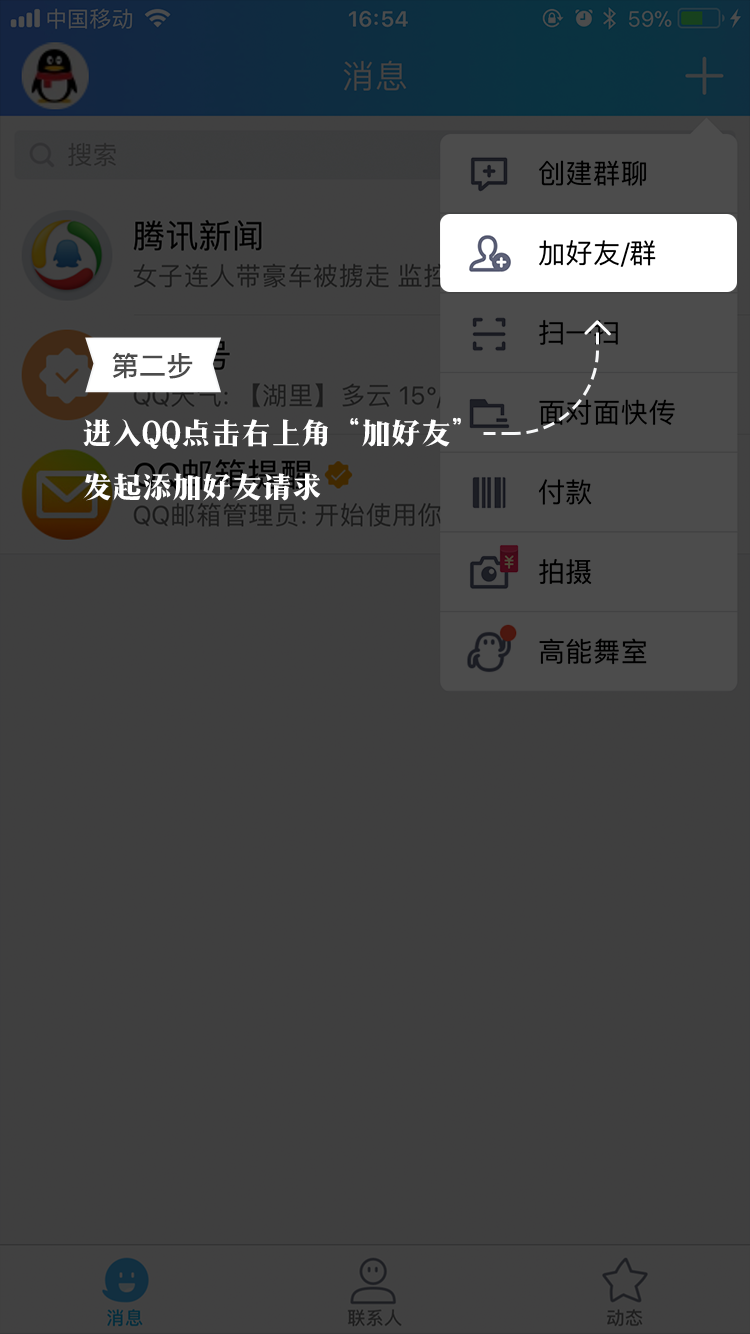 中国移动
16:54
59%
消息
搜索
创建群聊
腾讯新闻
加好友/群
女子连人带豪车被掳走 监控
扫一扫
号
第二步
QQ天气:【湖里】多云 15°/
面对面快传
进入QQ点击右上角“加好友”
QQ邮箱提醒
发起添加好友请求
付款
QQ邮箱管理员: 开始使用你
¥
拍摄
高能舞室
消息
联系人
动态